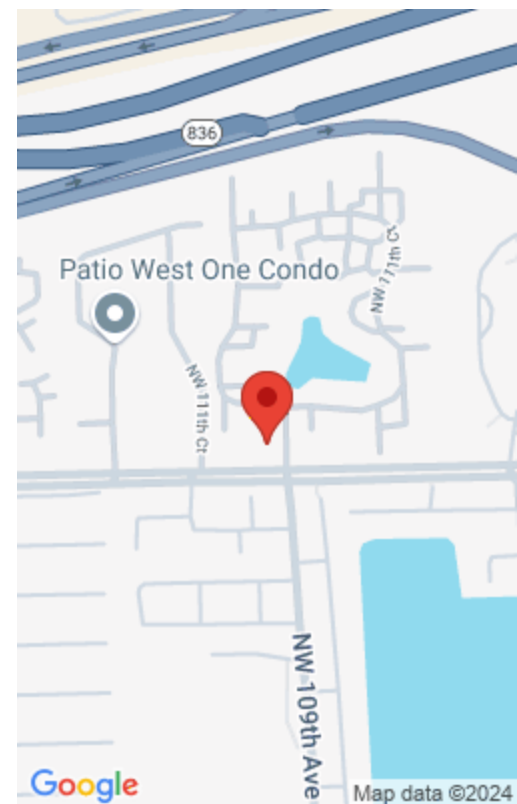 836
Patio West One Condo
NW 111th Ct
NW 111th Ct
NW 109th Ave
Google
Map data ©2024